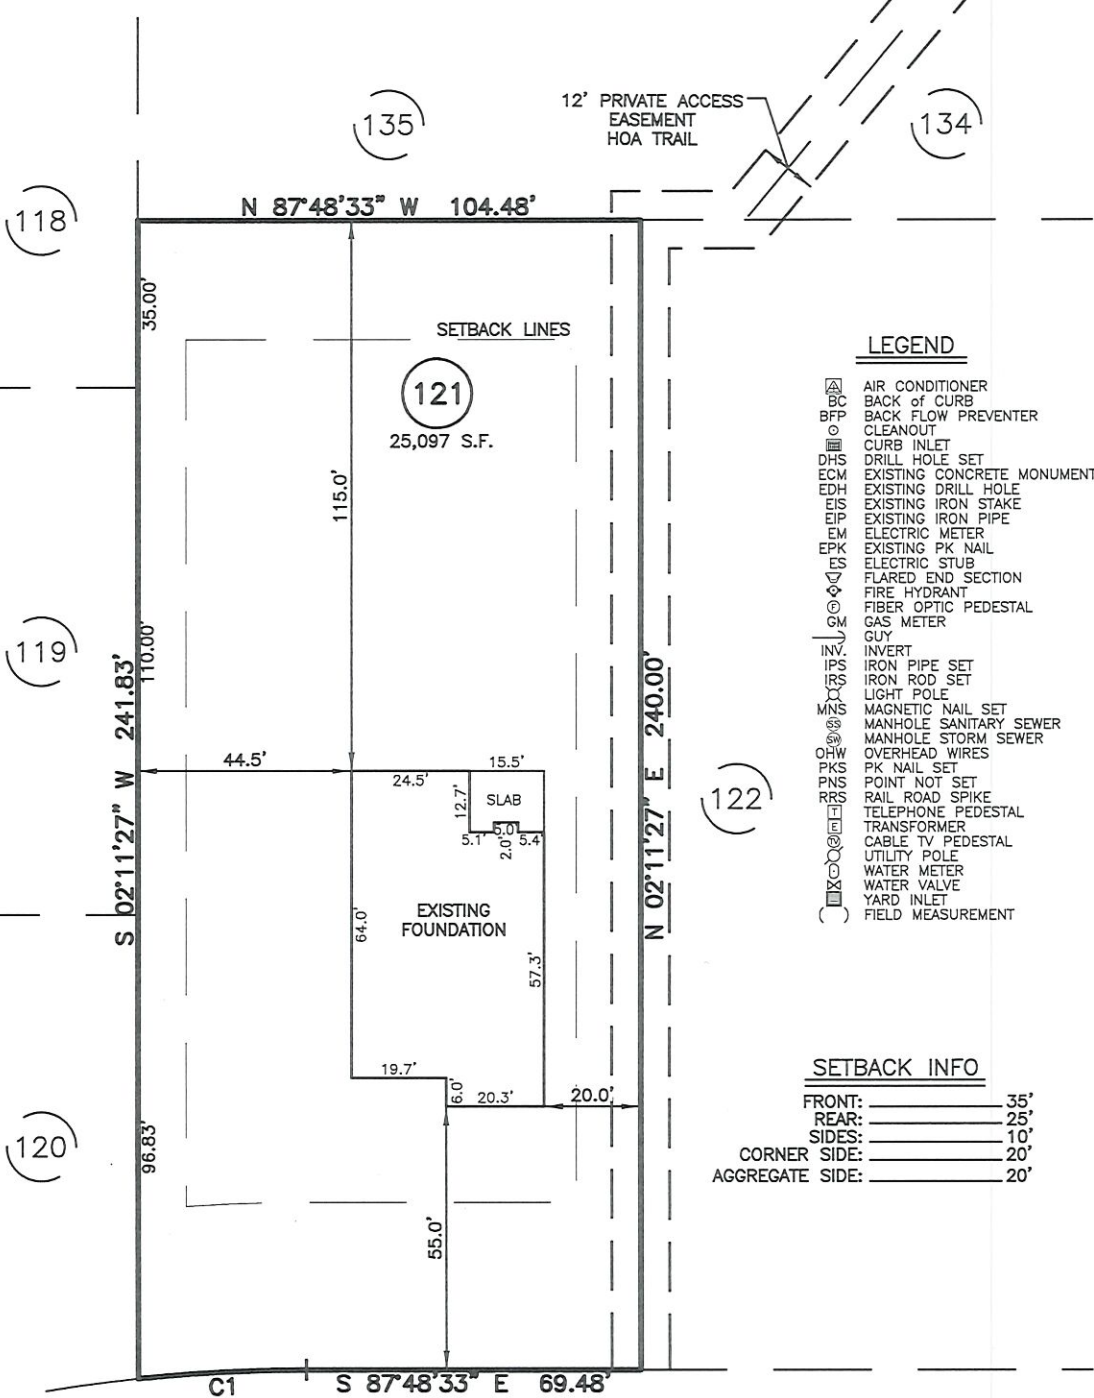 135
12' PRIVATE ACCESS
EASEMENT
HOA TRAIL
134
118
N 87°48'33" W 104.48'
35.00'
SETBACK LINES
121
25,097 S.F.
115.0'
119
110.00'
S 02°11'27" W 241.83'
N 02°11'27" E 240.00'
44.5'
24.5'
15.5'
12.7'
SLAB
5.0'
5.1'
2.0'
5.4'
122
EXISTING
FOUNDATION
64.0'
57.3'
19.7'
6.0'
20.3'
20.0'
120
96.83'
55.0'
C1
S 87°48'33" E 69.48'
LEGEND
A AIR CONDITIONER
BC BACK of CURB
BFP BACK FLOW PREVENTER
CLEANOUT
CURB INLET
DHS DRILL HOLE SET
ECM EXISTING CONCRETE MONUMENT
EDH EXISTING DRILL HOLE
EIS EXISTING IRON STAKE
EIP EXISTING IRON PIPE
EM ELECTRIC METER
EPK EXISTING PK NAIL
ES ELECTRIC STUB
FLARED END SECTION
FIRE HYDRANT
F FIBER OPTIC PEDESTAL
GM GAS METER
GUY
INV. INVERT
IPS IRON PIPE SET
IRS IRON ROD SET
LIGHT POLE
MNS MAGNETIC NAIL SET
SS MANHOLE SANITARY SEWER
SW MANHOLE STORM SEWER
OHW OVERHEAD WIRES
PKS PK NAIL SET
PNS POINT NOT SET
RRS RAIL ROAD SPIKE
T TELEPHONE PEDESTAL
E TRANSFORMER
TV CABLE TV PEDESTAL
UTILITY POLE
WATER METER
WATER VALVE
YARD INLET
( ) FIELD MEASUREMENT
SETBACK INFO
FRONT: 35'
REAR: 25'
SIDES: 10'
CORNER SIDE: 20'
AGGREGATE SIDE: 20'